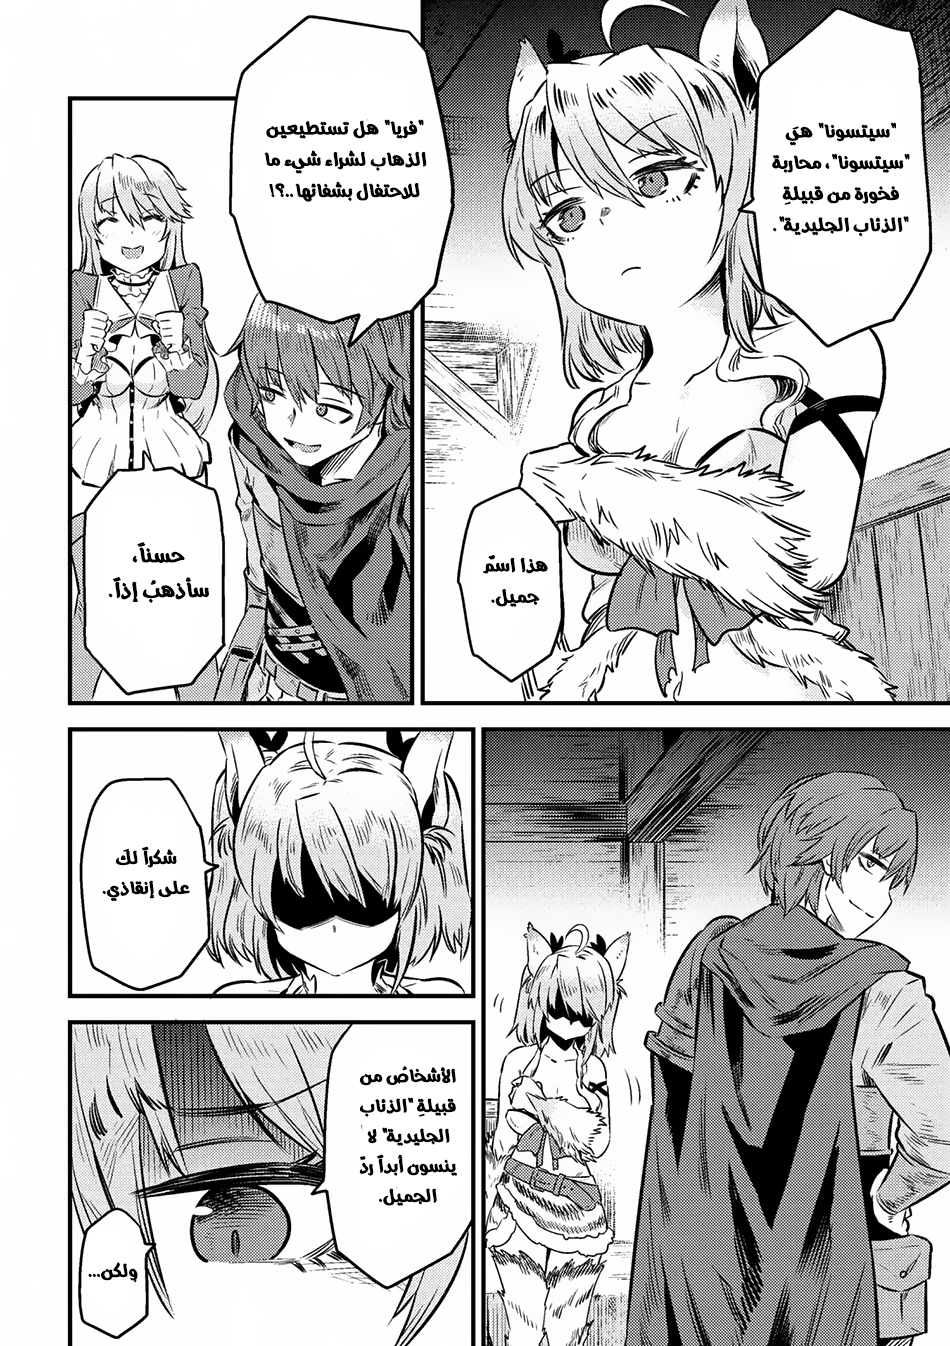 "سيتسونا" هيَ
"سيتسونا"، محاربة
فخورة من قبيلةِ
"الذئاب الجليدية".
هذا اسمٌ
جميل.
"فريا" هل تستطيعين
الذهاب لشراء شيء ما
للاحتفال بشفائها..؟!
حسناً،
سأذهبُ إذاً.
شكراً لكَ
على إنقاذي.
الأشخاصُ من
قبيلةِ "الذئاب
الجليدية" لا
ينسون أبداً ردّ
الجميل.
ولكن...